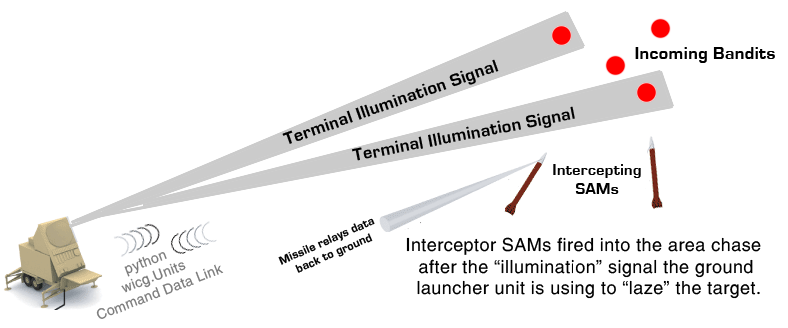 Terminal Illumination Signal
Incoming Bandits
Terminal Illumination Signal
Intercepting
SAMs
Missile relays data
back to ground
python
wicg.Units
Command Data Link
Interceptor SAMs fired into the area chase
after the “illumination” signal the ground
launcher unit is using to “laze” the target.